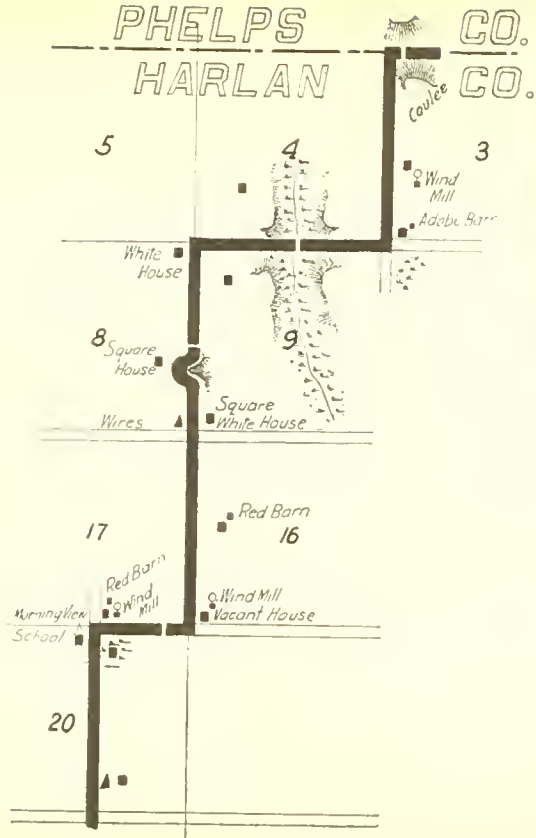 PHELPS CO.
HARLAN CO.
Coulee
5
4
3
Wind
Mill
Adobe Barn
White
House
8
9
Square
House
Wires
Square
White House
Red Barn
17
16
Red Barn
Wind
Mill
Wind Mill
Vacant House
Morning View
School
20